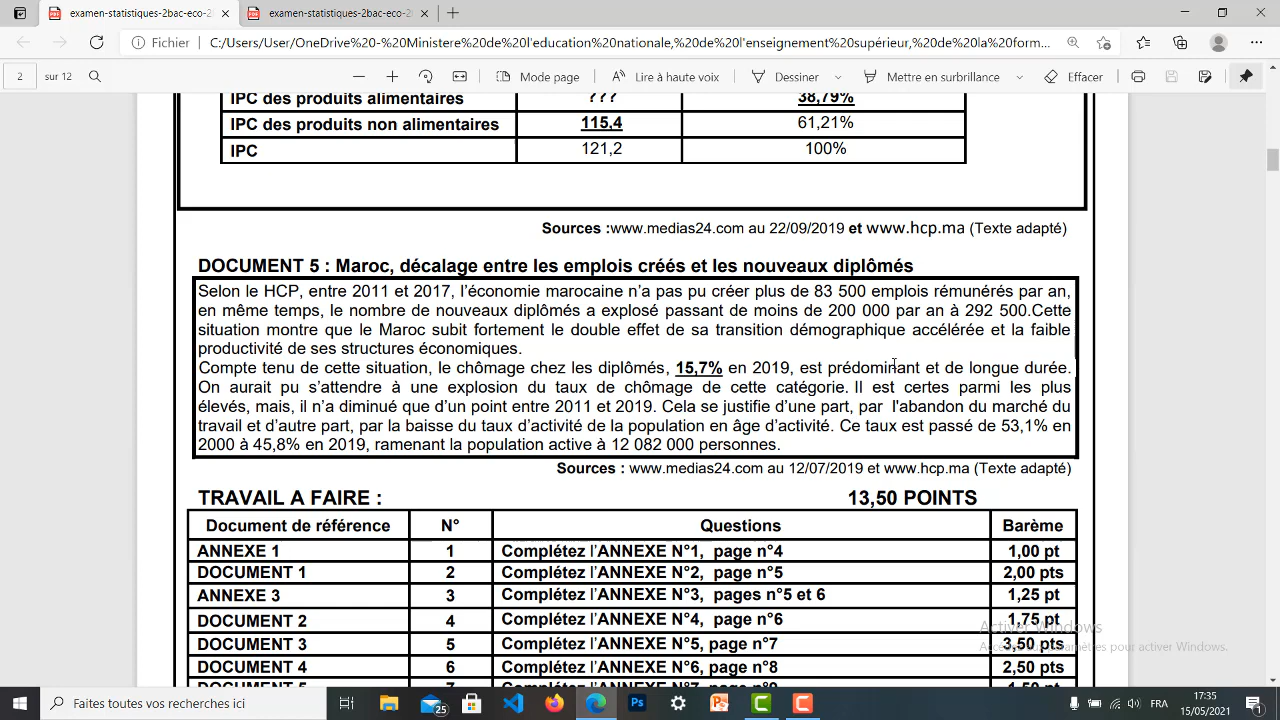 examen-statistiques-2bac-eco-20
examen-statistiques-2bac-eco-20
Fichier
C:/Users/User/OneDrive%20-%20Ministere%20de%20l'education%20nationale,%20de%20l'enseignement%20supérieur,%20de%20la%20form...
2 sur 12
Mode page
Lire à haute voix
Dessiner
Mettre en surbrillance
Effacer
IPC des produits alimentaires ??? 38,79%
IPC des produits non alimentaires 115,4 61,21%
IPC 121,2 100%
Sources :www.medias24.com au 22/09/2019 et www.hcp.ma (Texte adapté)
DOCUMENT 5 : Maroc, décalage entre les emplois créés et les nouveaux diplômés
Selon le HCP, entre 2011 et 2017, l'économie marocaine n'a pas pu créer plus de 83 500 emplois rémunérés par an,
en même temps, le nombre de nouveaux diplômés a explosé passant de moins de 200 000 par an à 292 500.Cette
situation montre que le Maroc subit fortement le double effet de sa transition démographique accélérée et la faible
productivité de ses structures économiques.
Compte tenu de cette situation, le chômage chez les diplômés, 15,7% en 2019, est prédominant et de longue durée.
On aurait pu s'attendre à une explosion du taux de chômage de cette catégorie. Il est certes parmi les plus
élevés, mais, il n'a diminué que d'un point entre 2011 et 2019. Cela se justifie d'une part, par l'abandon du marché du
travail et d'autre part, par la baisse du taux d'activité de la population en âge d'activité. Ce taux est passé de 53,1% en
2000 à 45,8% en 2019, ramenant la population active à 12 082 000 personnes.
Sources : www.medias24.com au 12/07/2019 et www.hcp.ma (Texte adapté)
TRAVAIL A FAIRE : 13,50 POINTS
Document de référence N° Questions Barème
ANNEXE 1 1 Complétez l'ANNEXE N°1, page n°4 1,00 pt
DOCUMENT 1 2 Complétez l'ANNEXE N°2, page n°5 2,00 pts
ANNEXE 3 3 Complétez l'ANNEXE N°3, pages n°5 et 6 1,25 pt
DOCUMENT 2 4 Complétez l'ANNEXE N°4, page n°6 1,75 pt
DOCUMENT 3 5 Complétez l'ANNEXE N°5, page n°7 3,50 pts
DOCUMENT 4 6 Complétez l'ANNEXE N°6, page n°8 2,50 pts
DOCUMENT 5 7 Complétez l'ANNEXE N°7, page n°9 1,50 pt
Activer Windows
pour activer Windows.
Faites toutes vos recherches ici
25
FRA
17:35
15/05/2021
1